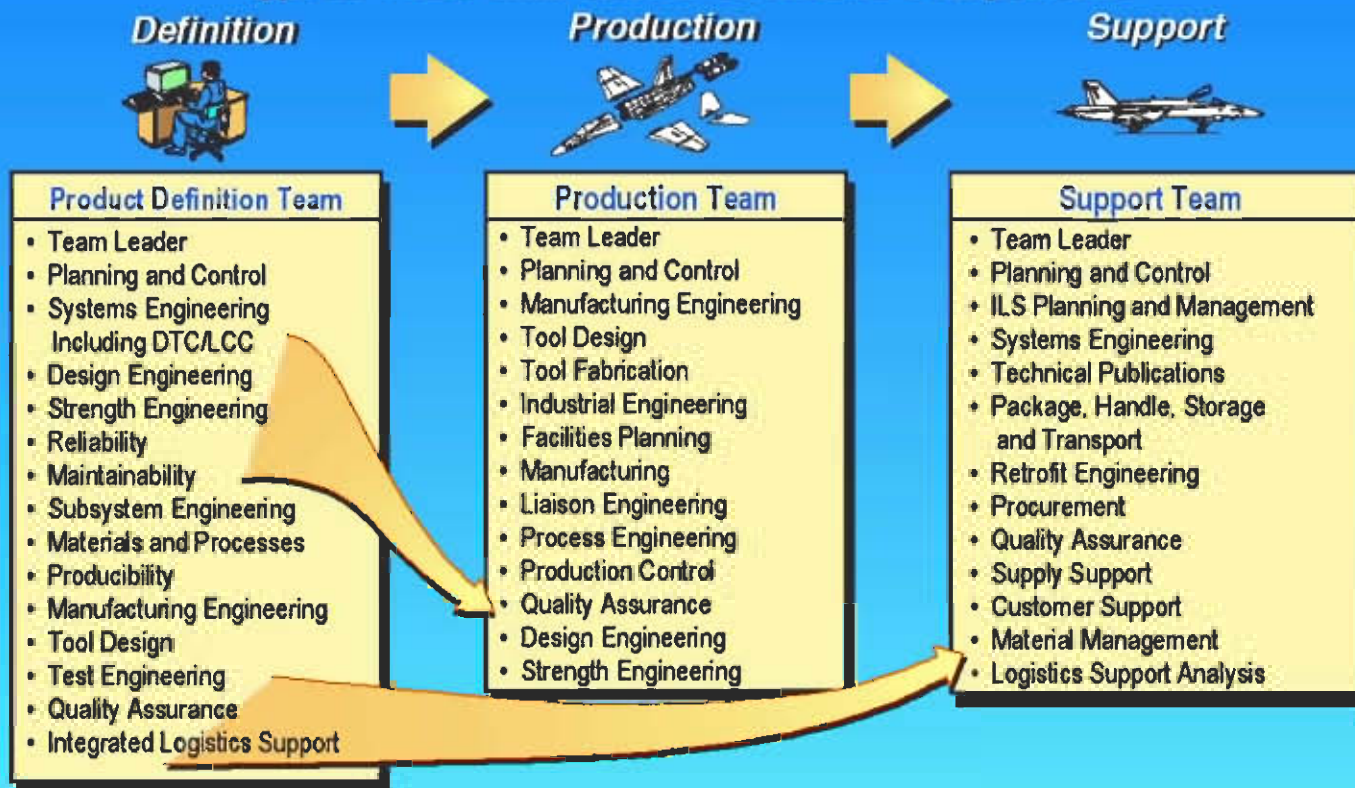 Definition
Production
Support
Product Definition Team
• Team Leader
• Planning and Control
• Systems Engineering
Including DTC/LCC
• Design Engineering
• Strength Engineering
• Reliability
• Maintainability
• Subsystem Engineering
• Materials and Processes
• Producibility
• Manufacturing Engineering
• Tool Design
• Test Engineering
• Quality Assurance
• Integrated Logistics Support
Production Team
• Team Leader
• Planning and Control
• Manufacturing Engineering
• Tool Design
• Tool Fabrication
• Industrial Engineering
• Facilities Planning
• Manufacturing
• Liaison Engineering
• Process Engineering
• Production Control
• Quality Assurance
• Design Engineering
• Strength Engineering
Support Team
• Team Leader
• Planning and Control
• ILS Planning and Management
• Systems Engineering
• Technical Publications
• Package, Handle, Storage
and Transport
• Retrofit Engineering
• Procurement
• Quality Assurance
• Supply Support
• Customer Support
• Material Management
• Logistics Support Analysis